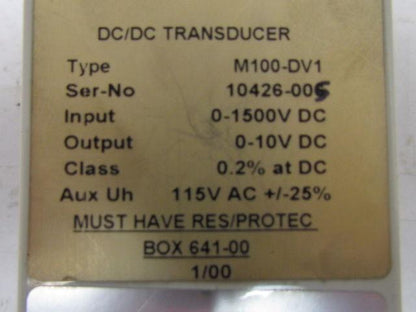 DC/DC TRANSDUCER
Type M100-DV1
Ser-No 10426-005
Input 0-1500V DC
Output 0-10V DC
Class 0.2% at DC
Aux Uh 115V AC +/-25%
MUST HAVE RES/PROTEC
BOX 641-00
1/00